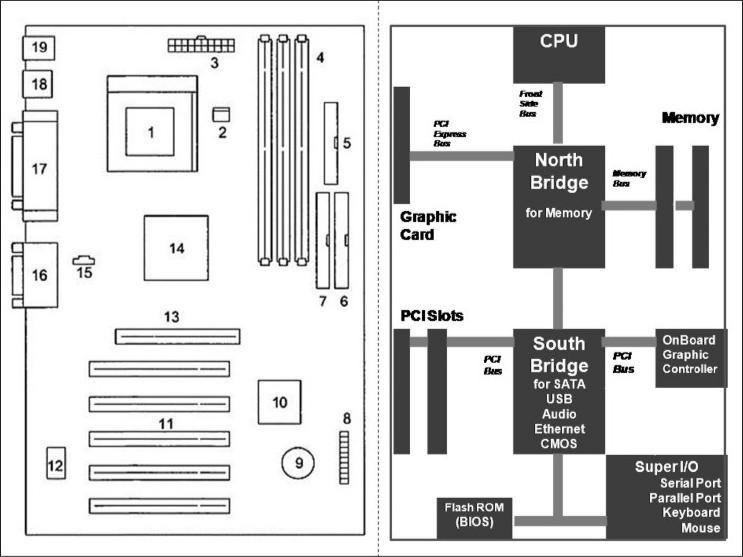 19
3
4
18
1
2
5
17
14
16
15
7
6
13
11
10
8
12
9
CPU
Front
Side
Bus
PCI
Express
Bus
Memory
North
Bridge
for Memory
Memory
Bus
Graphic
Card
PCI Slots
PCI
Bus
South
Bridge
for SATA
USB
Audio
Ethernet
CMOS
PCI
Bus
OnBoard
Graphic
Controller
Flash ROM
(BIOS)
Super I/O
Serial Port
Parallel Port
Keyboard
Mouse